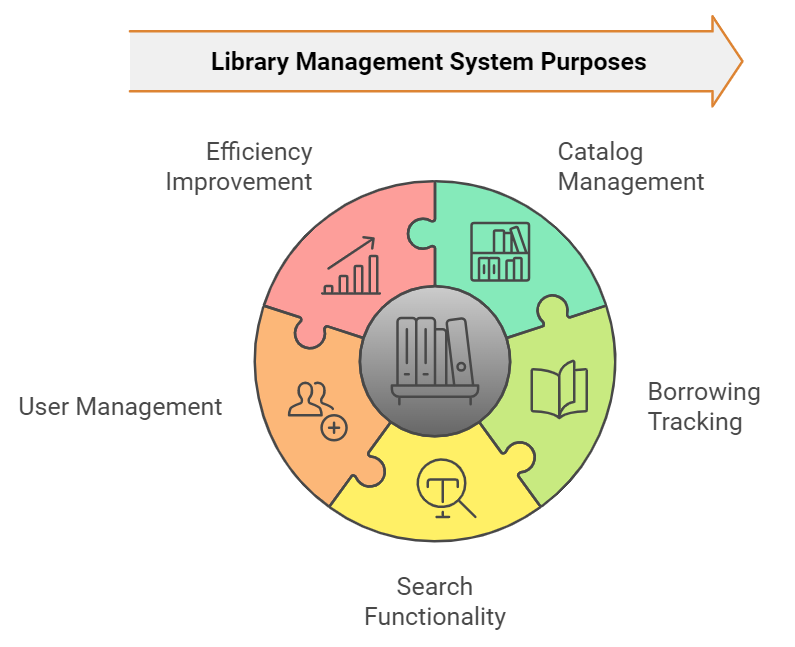 Library Management System Purposes
Efficiency
Improvement
Catalog
Management
User Management
Borrowing
Tracking
Search
Functionality